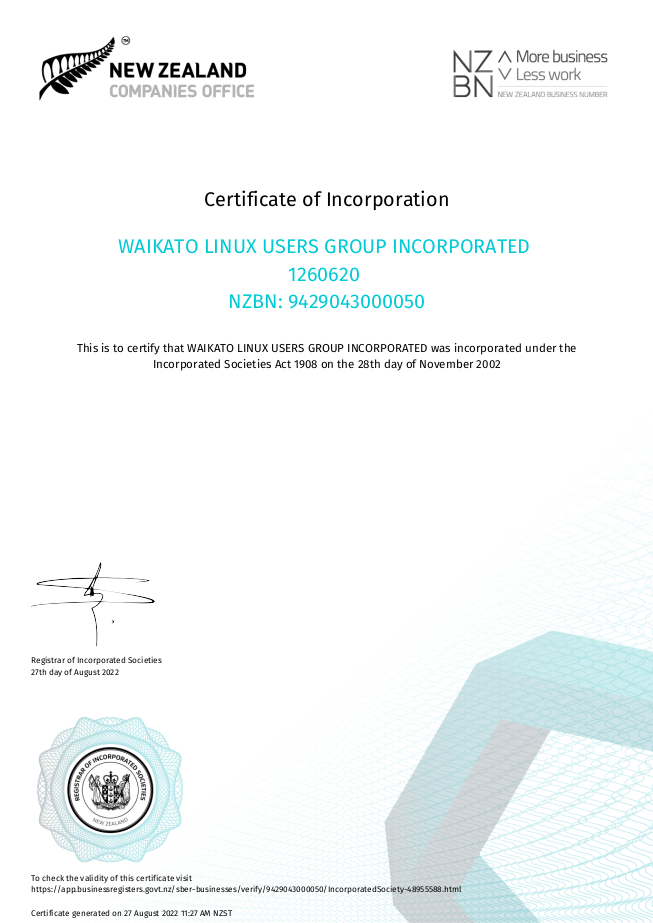 TM
NEW ZEALAND
COMPANIES OFFICE
NZ
BN
More business
Less work
NEW ZEALAND BUSINESS NUMBER
Certificate of Incorporation
WAIKATO LINUX USERS GROUP INCORPORATED
1260620
NZBN: 9429043000050
This is to certify that WAIKATO LINUX USERS GROUP INCORPORATED was incorporated under the
Incorporated Societies Act 1908 on the 28th day of November 2002
Registrar of Incorporated Societies
27th day of August 2022
REGISTRAR OF INCORPORATED SOCIETIES
NEW ZEALAND
To check the validity of this certificate visit
https://app.businessregisters.govt.nz/sber-businesses/verify/9429043000050/IncorporatedSociety-48955588.html
Certificate generated on 27 August 2022 11:27 AM NZST